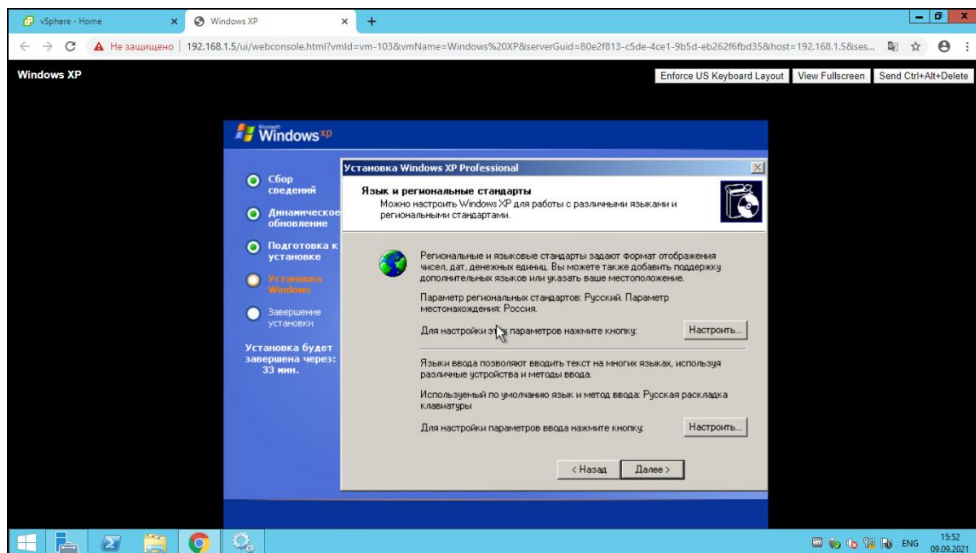 vSphere - Home
Windows XP
Не защищено | 192.168.1.5/ui/webconsole.html?vmId=vm-103&vmName=Windows%20XP&serverGuid=80e2f813-c5de-4ce1-9b5d-eb262f6fbd35&host=192.168.1.5&ses...
Windows XP
Enforce US Keyboard Layout
View Fullscreen
Send Ctrl+Alt+Delete
Microsoft
Windows xp
Сбор
сведений
Динамическое
обновление
Подготовка к
установке
Установка
Windows
Завершение
установки
Установка будет
завершена через:
33 мин.
Установка Windows XP Professional
Язык и региональные стандарты
Можно настроить Windows XP для работы с различными языками и
региональными стандартами.
Региональные и языковые стандарты задают формат отображения
чисел, дат, денежных единиц. Вы можете также добавить поддержку
дополнительных языков или указать ваше местоположение.
Параметр региональных стандартов: Русский. Параметр
местонахождения: Россия.
Для настройки этих параметров нажмите кнопку:
Настроить...
Языки ввода позволяют вводить текст на многих языках, используя
различные устройства и методы ввода.
Используемый по умолчанию язык и метод ввода: Русская раскладка
клавиатуры
Для настройки параметров ввода нажмите кнопку:
Настроить...
< Назад
Далее >
ENG
15:52
09.09.2021